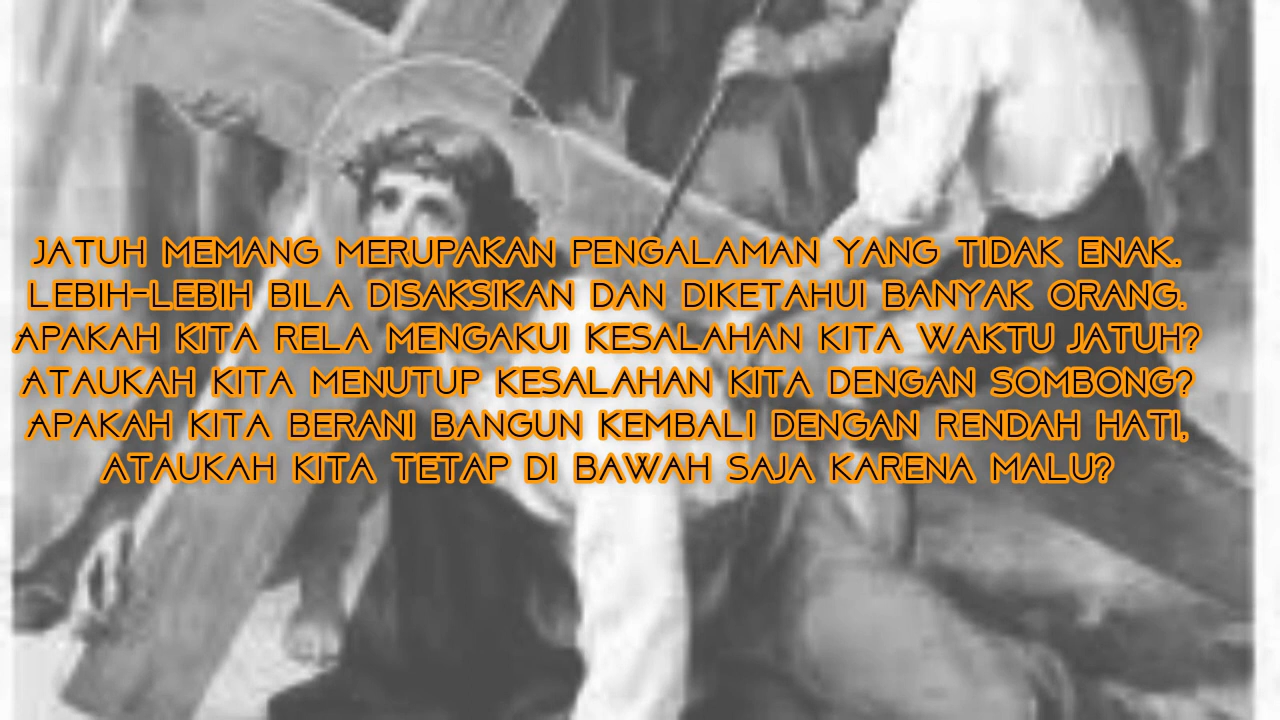 JATUH MEMANG MERUPAKAN PENGALAMAN YANG TIDAK ENAK.
LEBIH-LEBIH BILA DISAKSIKAN DAN DIKETAHUI BANYAK ORANG.
APAKAH KITA RELA MENGAKUI KESALAHAN KITA WAKTU JATUH?
ATAUKAH KITA MENUTUP KESALAHAN KITA DENGAN SOMBONG?
APAKAH KITA BERANI BANGUN KEMBALI DENGAN RENDAH HATI,
ATAUKAH KITA TETAP DI BAWAH SAJA KARENA MALU?